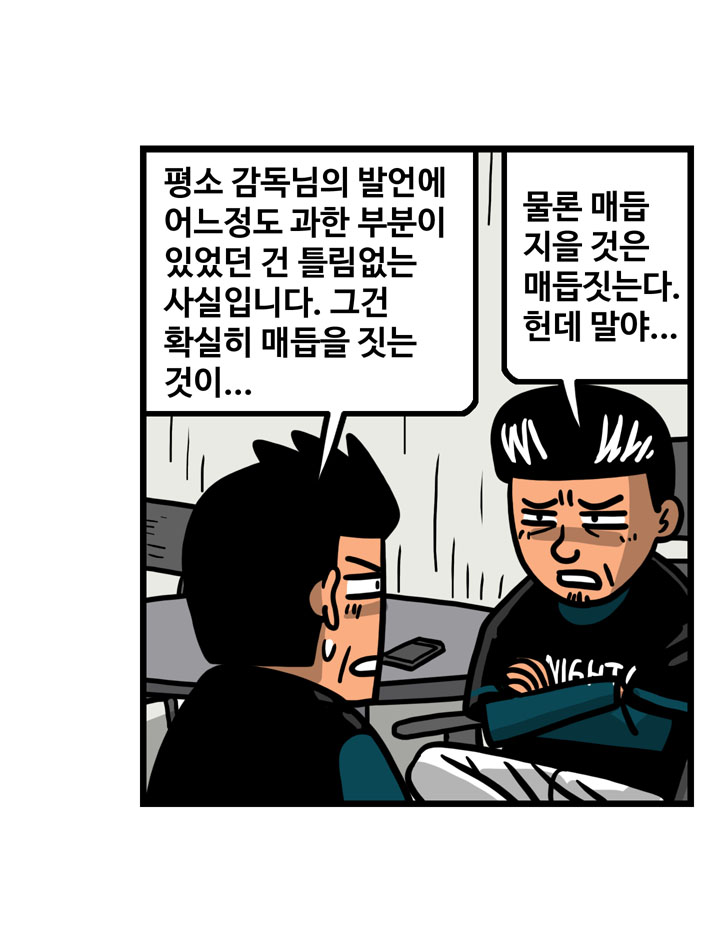 평소 감독님의 발언에
어느정도 과한 부분이
있었던 건 틀림없는
사실입니다. 그건
확실히 매듭을 짓는
것이...
물론 매듭
지을 것은
매듭짓는다.
헌데 말야...